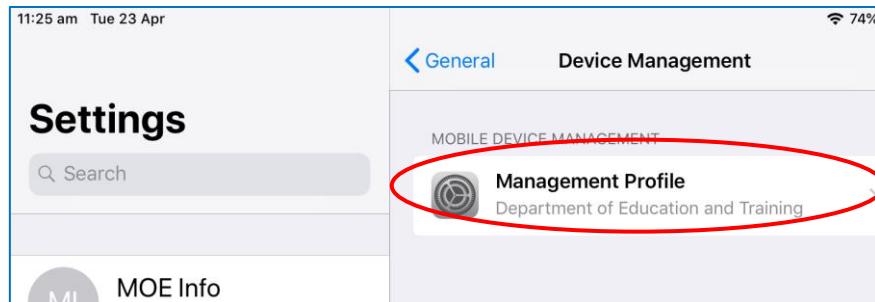 11:25 am Tue 23 Apr
74%
General
Device Management
Settings
Search
MOBILE DEVICE MANAGEMENT
Management Profile
Department of Education and Training
MOE Info
MI